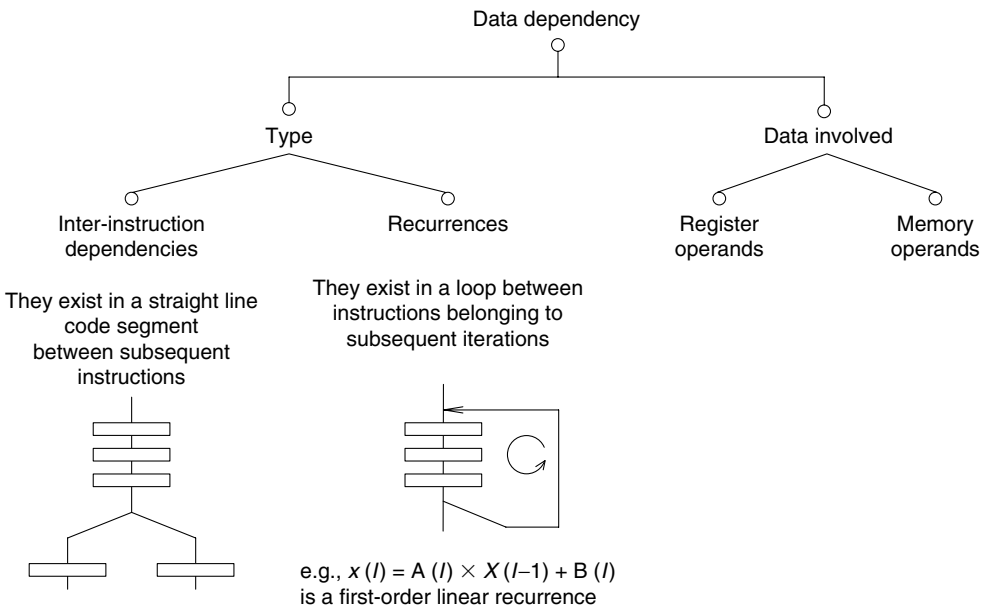 Data dependency
Type
Data involved
Inter-instruction
dependencies
Recurrences
Register
operands
Memory
operands
They exist in a straight line
code segment
between subsequent
instructions
They exist in a loop between
instructions belonging to
subsequent iterations
e.g., x (I) = A (I) × X (I–1) + B (I)
is a first-order linear recurrence